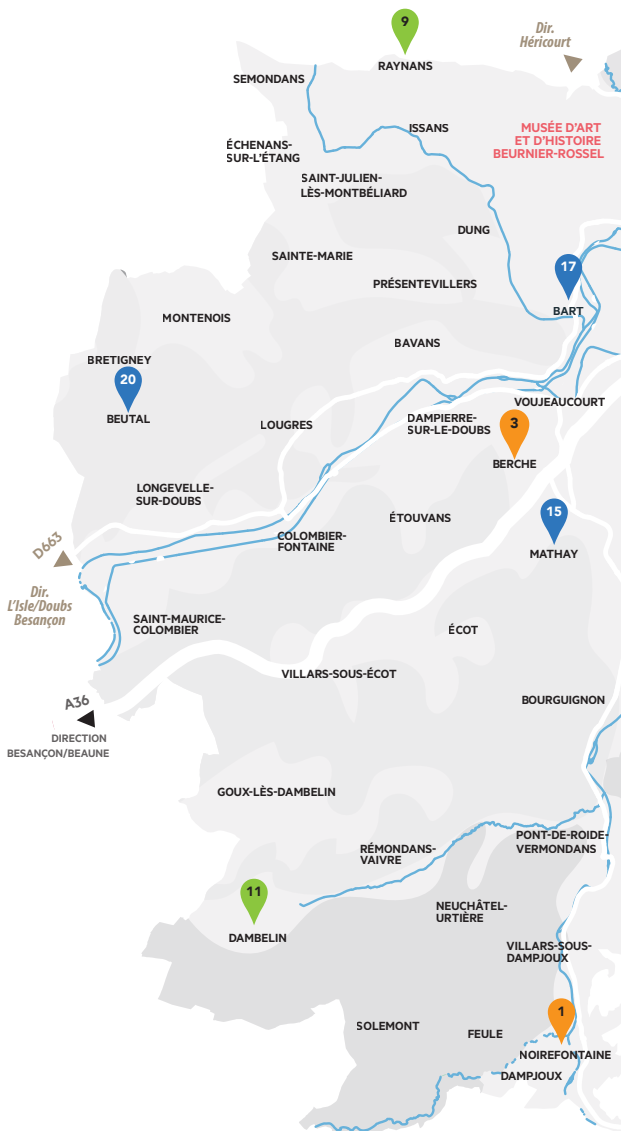 9
Dir.
Héricourt
RAYNANS
SEMONDANS
ISSANS
MUSÉE D'ART
ET D'HISTOIRE
BEURNIER-ROSSEL
ÉCHENANS-
SUR-L'ÉTANG
SAINT-JULIEN-
LÈS-MONTBÉLIARD
DUNG
SAINTE-MARIE
17
PRÉSENTEVILLERS
BART
MONTENOIS
BAVANS
BRETIGNEY
20
BEUTAL
VOUJEAUCOURT
DAMPIERRE-
SUR-LE-DOUBS
LOUGRES
3
BERCHE
LONGEVELLE-
SUR-DOUBS
ÉTOUVANS
15
MATHAY
COLOMBIER-
FONTAINE
D663
Dir.
L'Isle/Doubs
Besançon
SAINT-MAURICE-
COLOMBIER
ÉCOT
VILLARS-SOUS-ÉCOT
BOURGUIGNON
A36
DIRECTION
BESANÇON/BEAUNE
GOUX-LÈS-DAMBELIN
PONT-DE-ROIDE-
VERMONDANS
RÉMONDANS-
VAIVRE
11
DAMBELIN
NEUCHÂTEL-
URTIÈRE
VILLARS-SOUS-
DAMPJOUX
1
SOLEMONT
FEULE
NOIREFONTAINE
DAMPJOUX